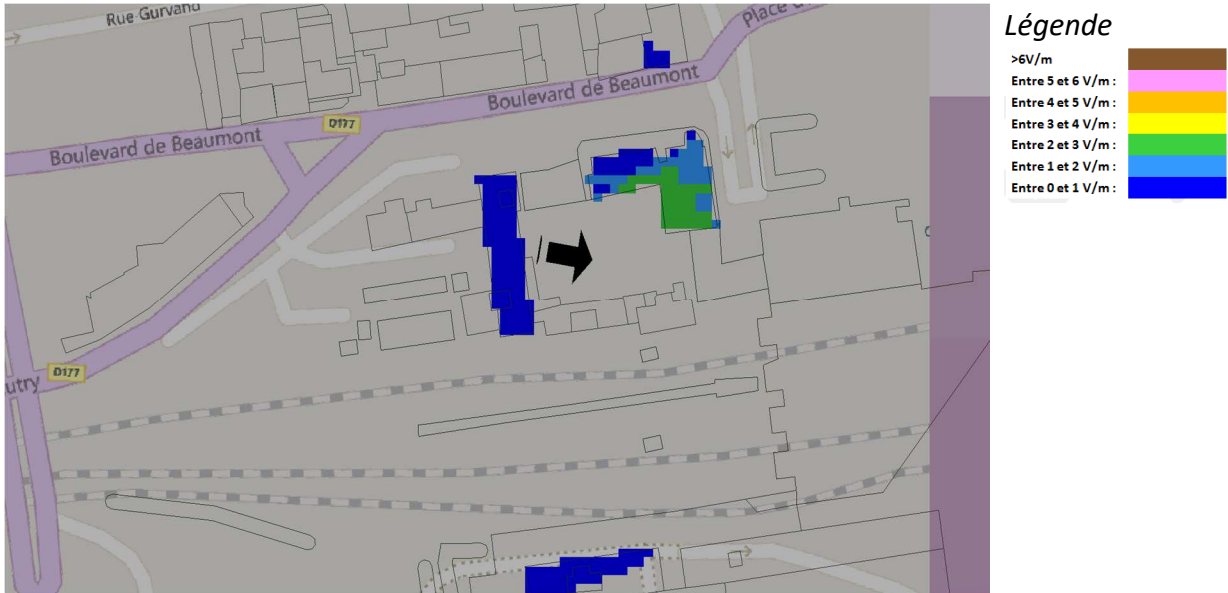 Rue Gurvand
Place
Boulevard de Beaumont
D177
Boulevard de Beaumont
D177
utry
Légende
>6V/m
Entre 5 et 6 V/m :
Entre 4 et 5 V/m :
Entre 3 et 4 V/m :
Entre 2 et 3 V/m :
Entre 1 et 2 V/m :
Entre 0 et 1 V/m :